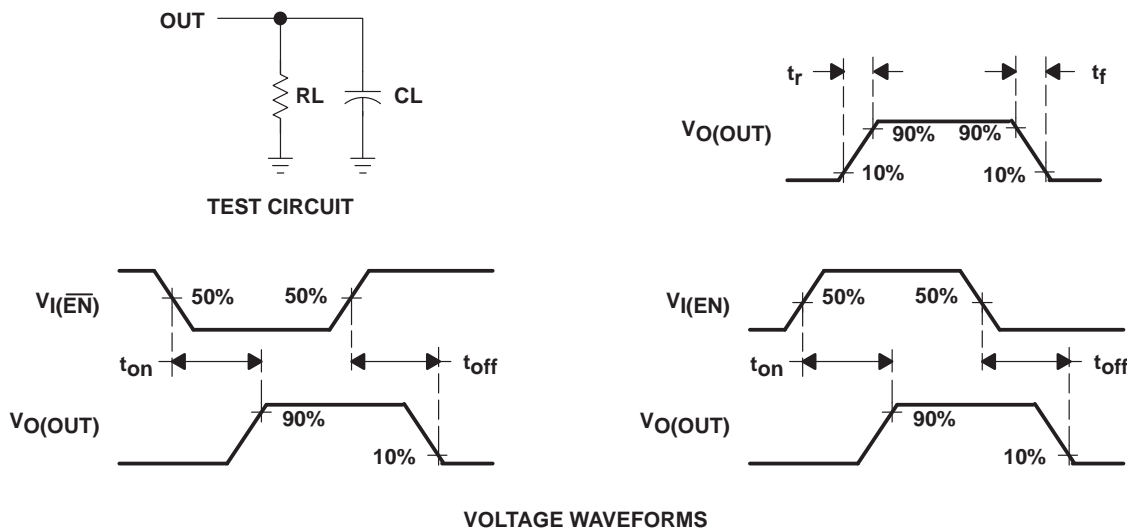 OUT
RL
CL
TEST CIRCUIT
tr
tf
VO(OUT)
90%
90%
10%
10%
VI(E̅N̅)
50%
50%
ton
toff
VO(OUT)
90%
10%
VI(EN)
50%
50%
ton
toff
VO(OUT)
90%
10%
VOLTAGE WAVEFORMS